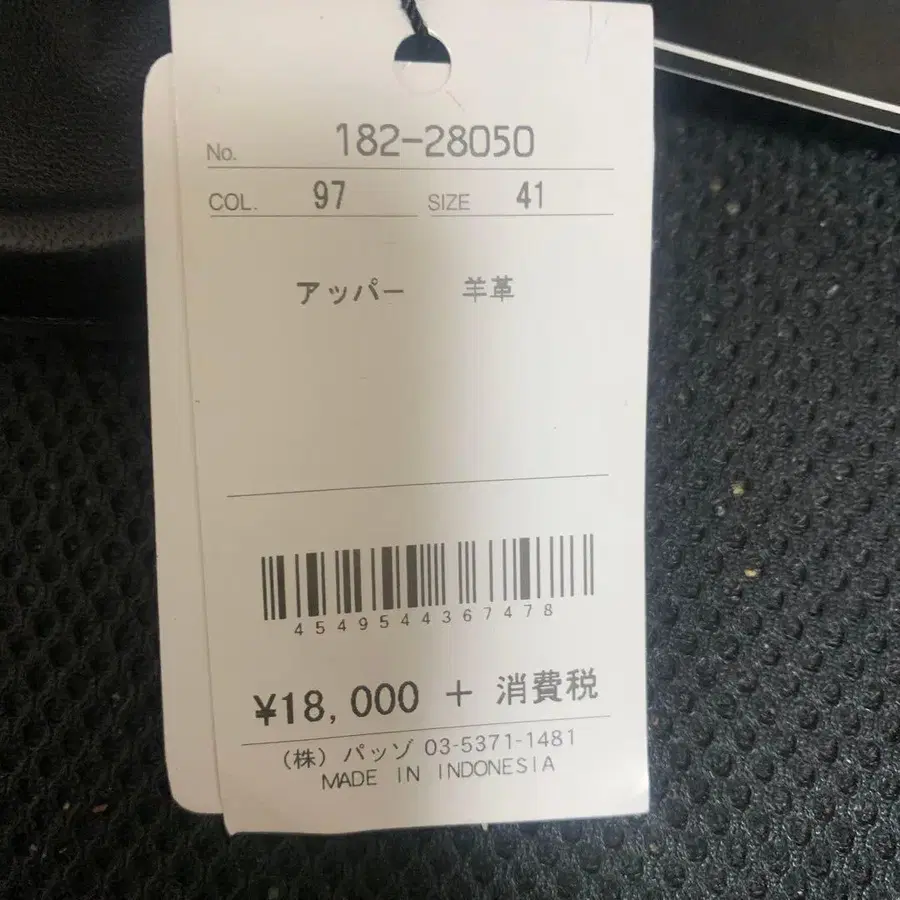 No. 182-28050
COL. 97 SIZE 41
アッパー 羊革
4549544367478
¥18,000 + 消費税
(株) パッゾ 03-5371-1481
MADE IN INDONESIA